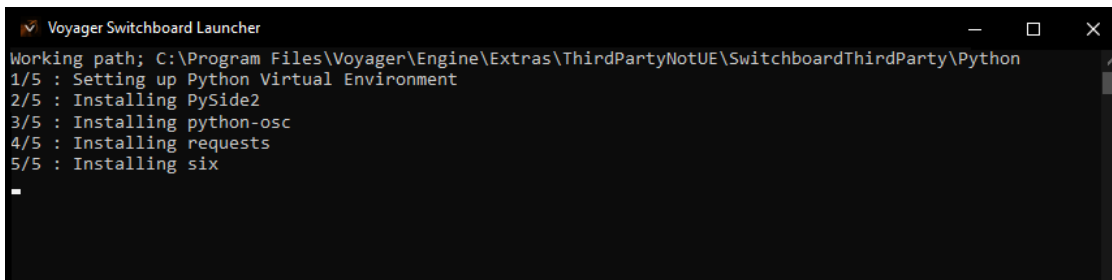 Voyager Switchboard Launcher
Working path; C:\Program Files\Voyager\Engine\Extras\ThirdPartyNotUE\SwitchboardThirdParty\Python
1/5 : Setting up Python Virtual Environment
2/5 : Installing PySide2
3/5 : Installing python-osc
4/5 : Installing requests
5/5 : Installing six